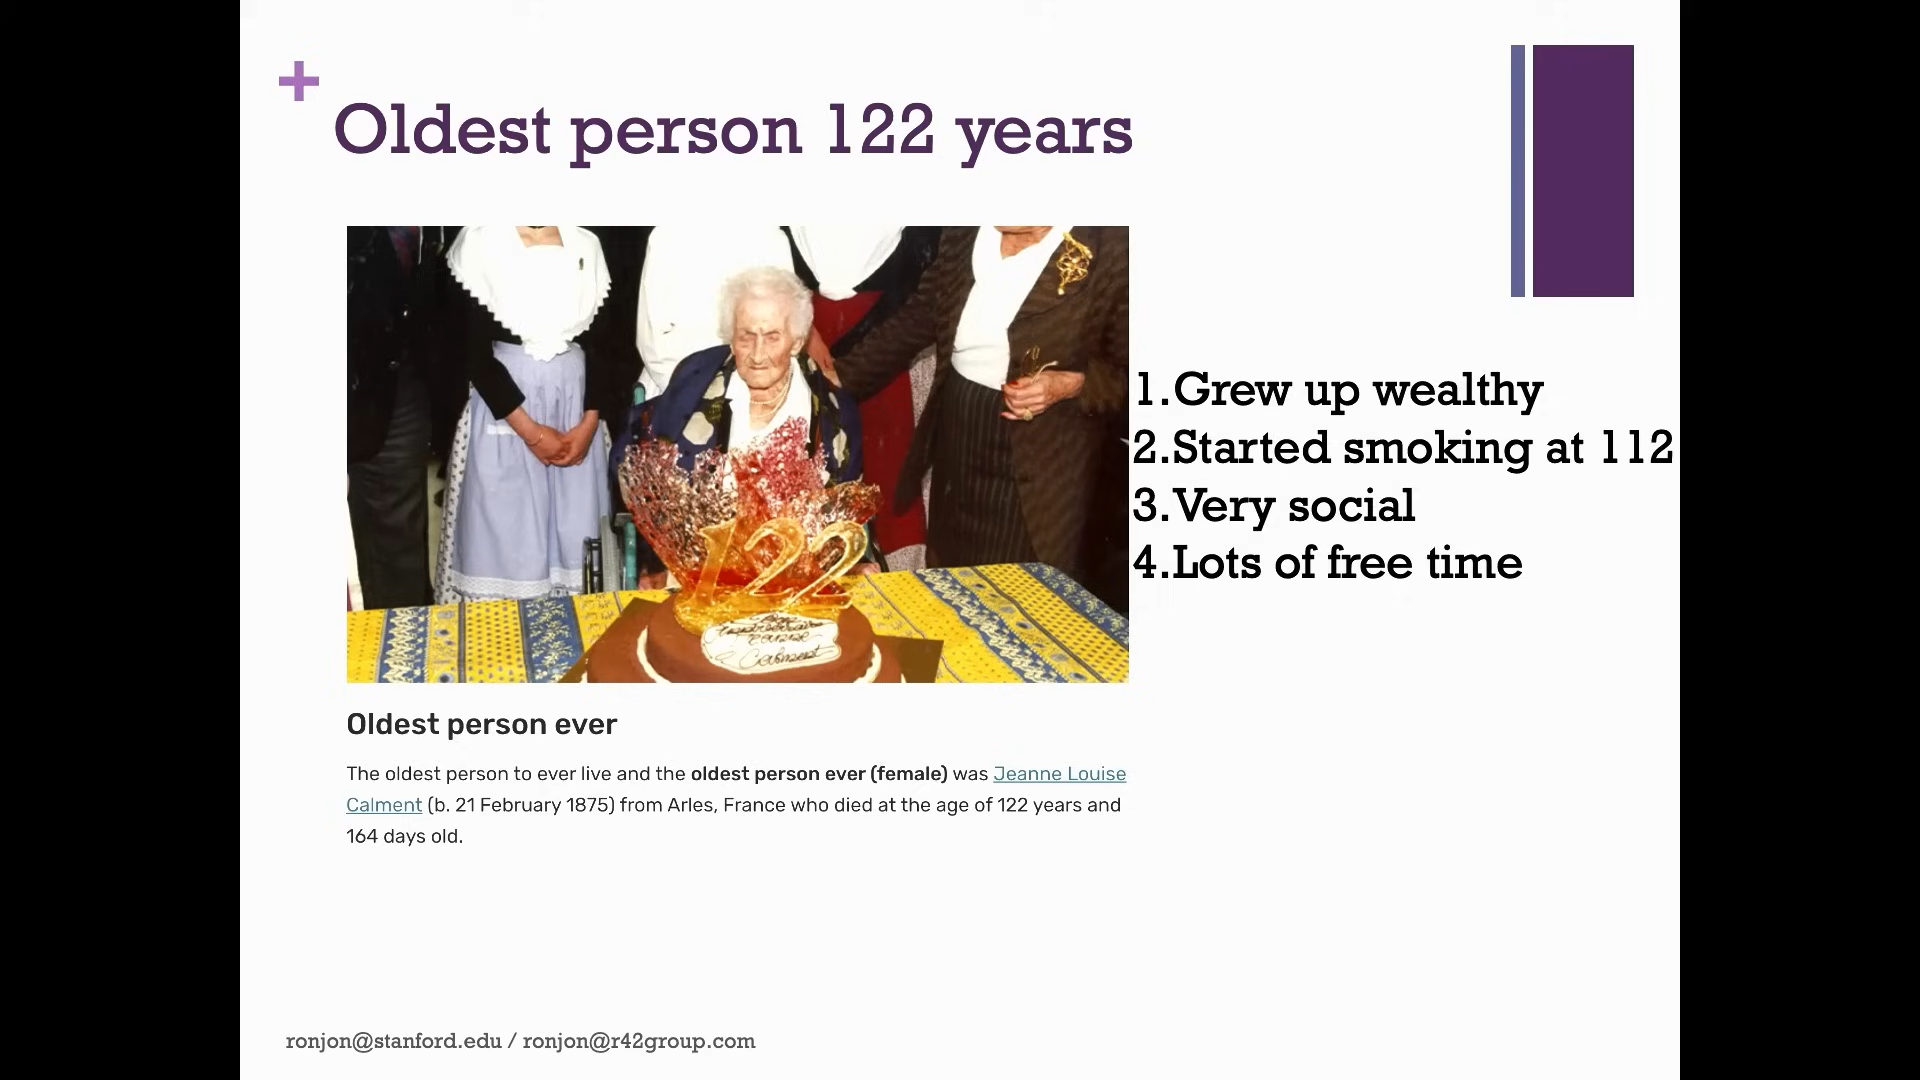 +
Oldest person 122 years
122
Jeanne
Calment
1.Grew up wealthy
2.Started smoking at 112
3.Very social
4.Lots of free time
Oldest person ever
The oldest person to ever live and the oldest person ever (female) was Jeanne Louise
Calment (b. 21 February 1875) from Arles, France who died at the age of 122 years and
164 days old.
ronjon@stanford.edu / ronjon@r42group.com